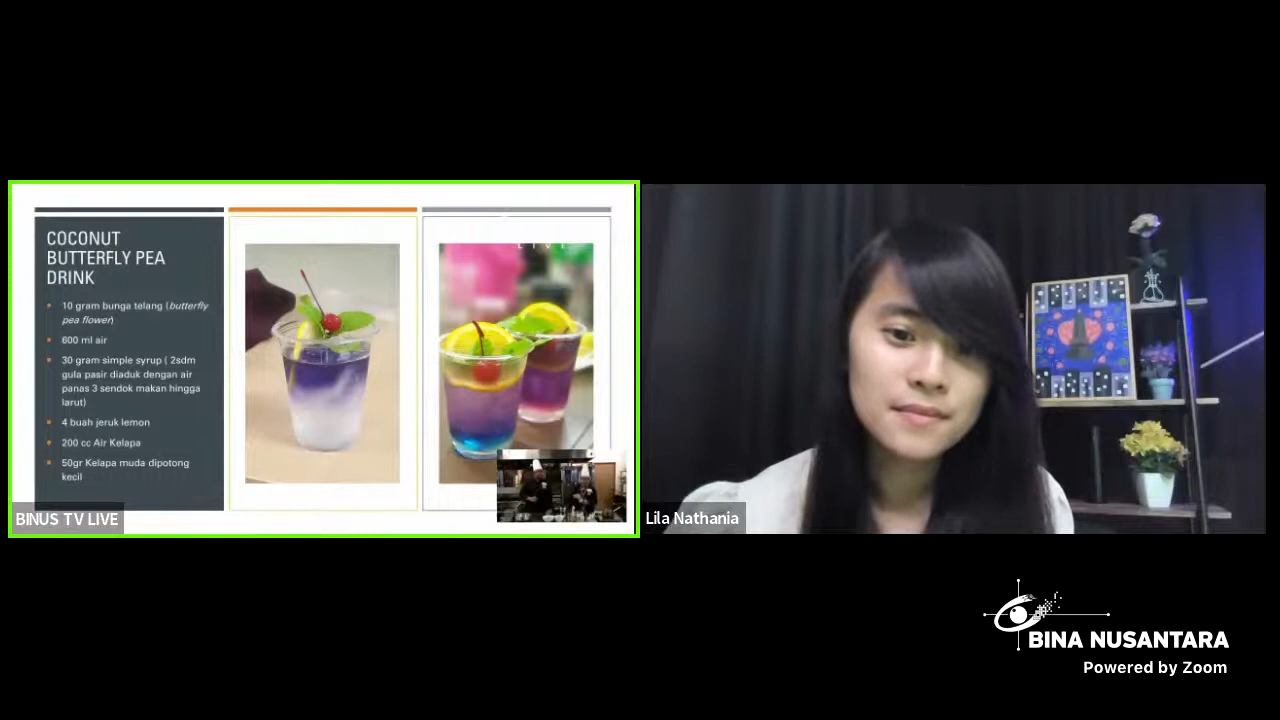 COCONUT
BUTTERFLY PEA
DRINK
10 gram bunga telang (butterfly
pea flower)
600 ml air
30 gram simple syrup ( 2sdm
gula pasir diaduk dengan air
panas 3 sendok makan hingga
larut)
4 buah jeruk lemon
200 cc Air Kelapa
50gr Kelapa muda dipotong
kecil
LIVE
BINUS TV LIVE
Lila Nathania
BINA NUSANTARA
Powered by Zoom